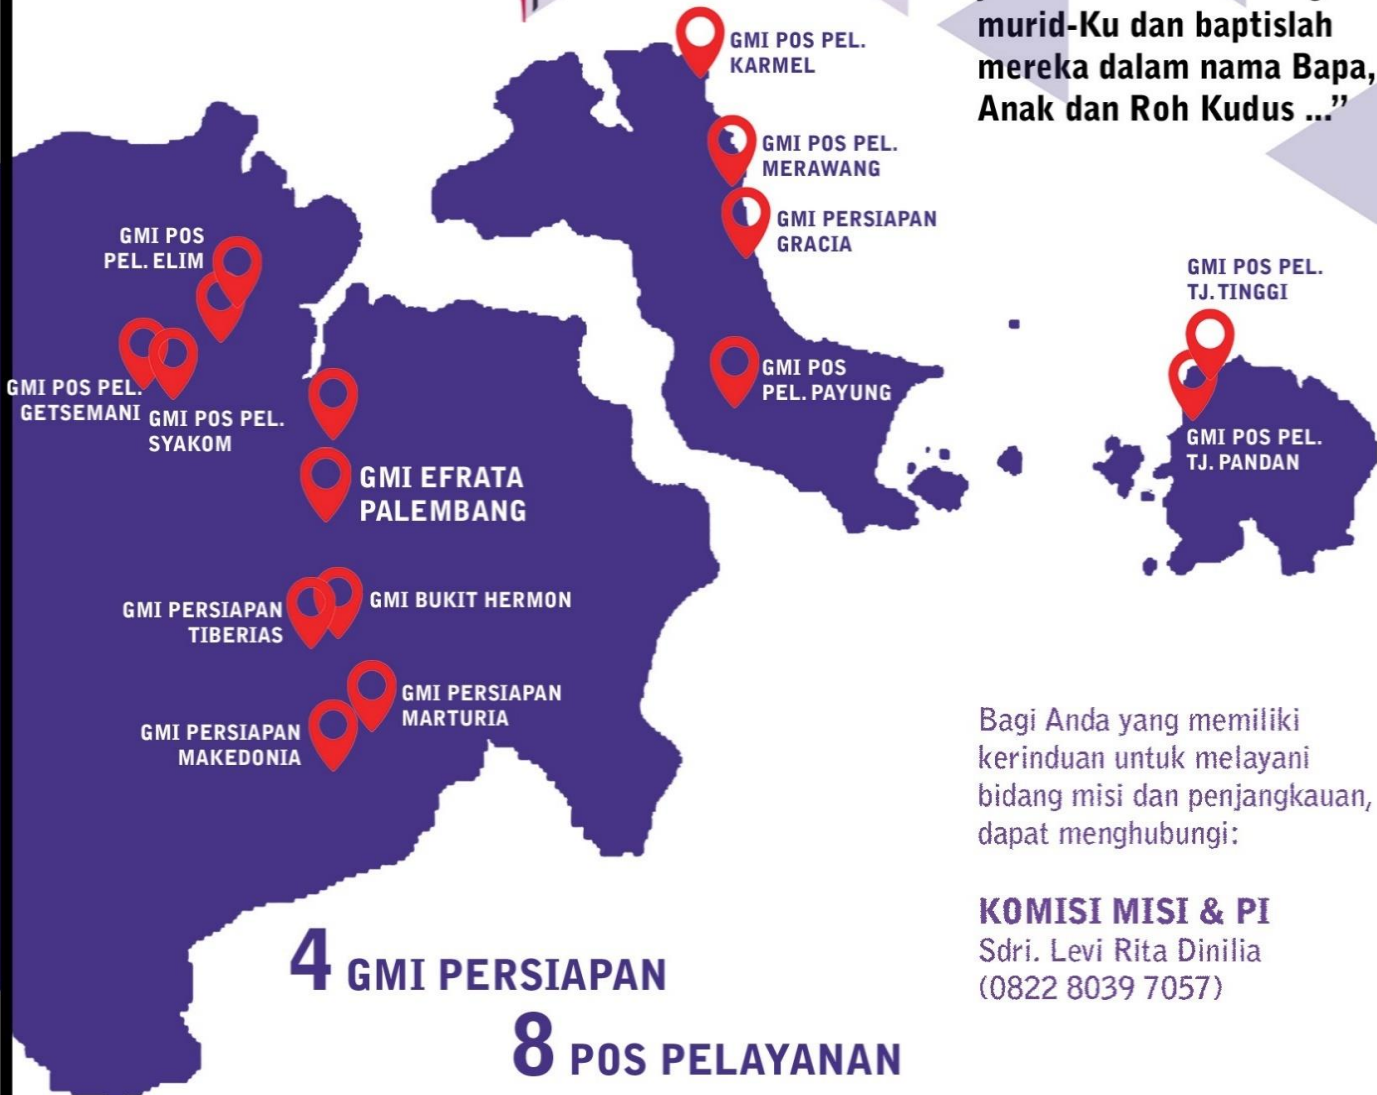 murid-Ku dan baptislah
mereka dalam nama Bapa,
Anak dan Roh Kudus ...”
GMI POS PEL.
KARMEL
GMI POS PEL.
MERAWANG
GMI PERSIAPAN
GRACIA
GMI POS
PEL. ELIM
GMI POS PEL.
TJ. TINGGI
GMI POS PEL.
GETSEMANI
GMI POS PEL.
SYAKOM
GMI POS
PEL. PAYUNG
GMI POS PEL.
TJ. PANDAN
GMI EFRATA
PALEMBANG
GMI PERSIAPAN
TIBERIAS
GMI BUKIT HERMON
GMI PERSIAPAN
MARTURIA
GMI PERSIAPAN
MAKEDONIA
Bagi Anda yang memiliki
kerinduan untuk melayani
bidang misi dan penjangkauan,
dapat menghubungi:
KOMISI MISI & PI
Sdri. Levi Rita Dinilia
(0822 8039 7057)
4 GMI PERSIAPAN
8 POS PELAYANAN